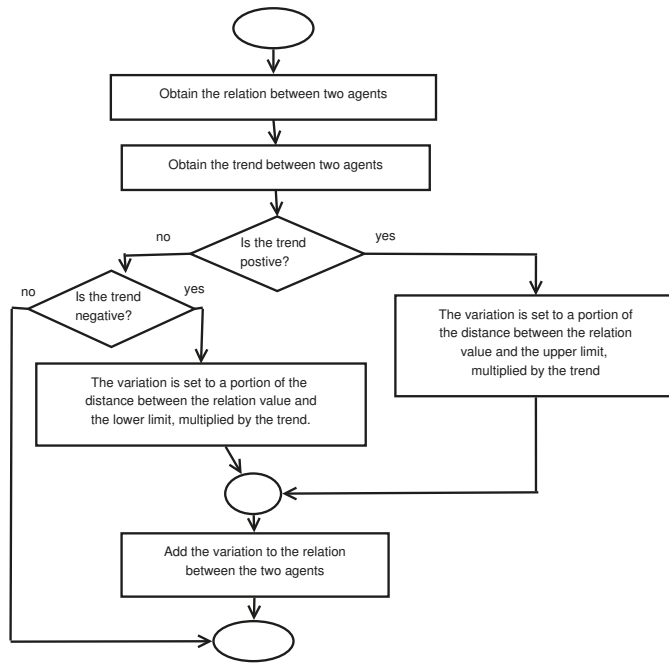 Obtain the relation between two agents
Obtain the trend between two agents
Is the trend
postive?
no
yes
Is the trend
negative?
no
yes
The variation is set to a portion of
the distance between the relation
value and the upper limit,
multiplied by the trend
The variation is set to a portion of the
distance between the relation value and
the lower limit, multiplied by the trend.
Add the variation to the relation
between the two agents